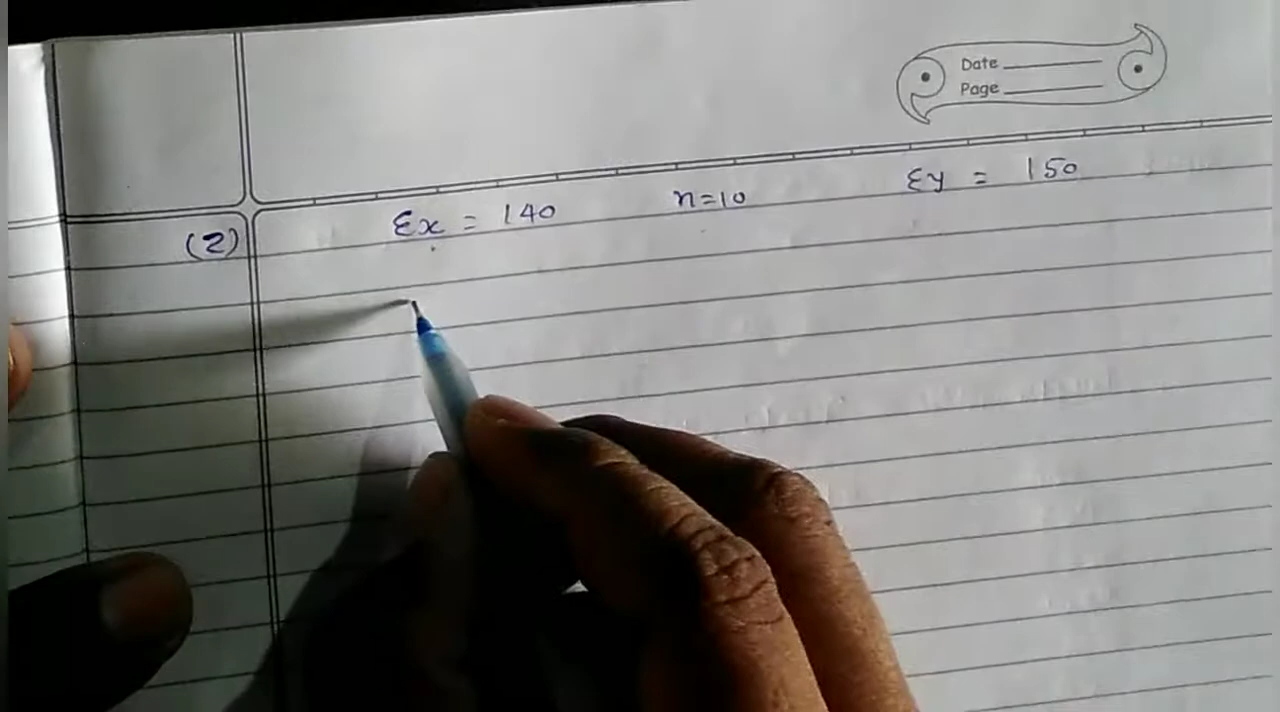 Date
Page
(2) Σx = 140 n=10 Σy = 150